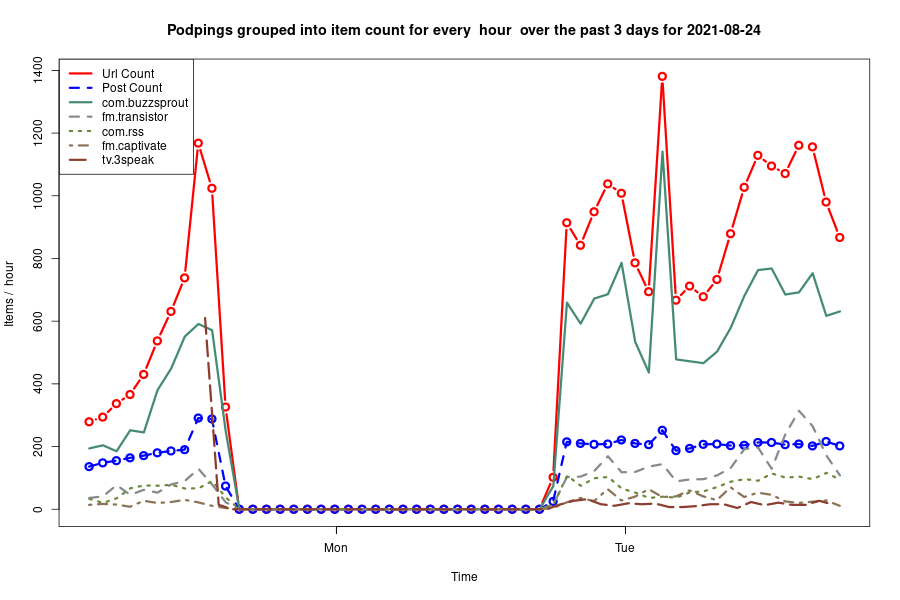 Podpings grouped into item count for every  hour  over the past 3 days for 2021-08-24
Url Count
Post Count
com.buzzsprout
fm.transistor
com.rss
fm.captivate
tv.3speak
1400
1200
1000
800
600
400
200
0
Items /  hour
Mon
Tue
Time